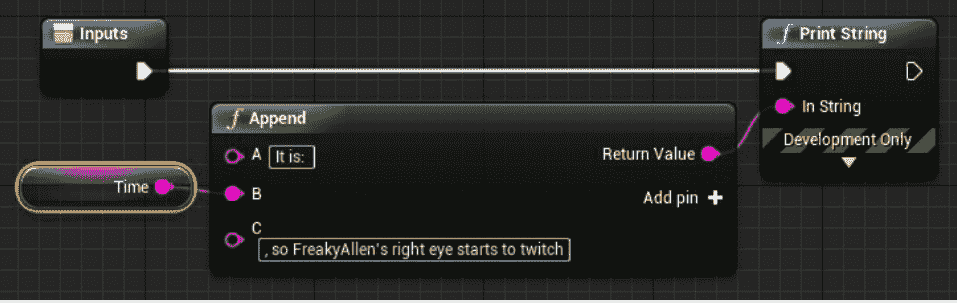 Inputs
f Print String
In String
Development Only
f Append
A It is:
Return Value
Time
B
Add pin
C
, so FreakyAllen's right eye starts to twitch